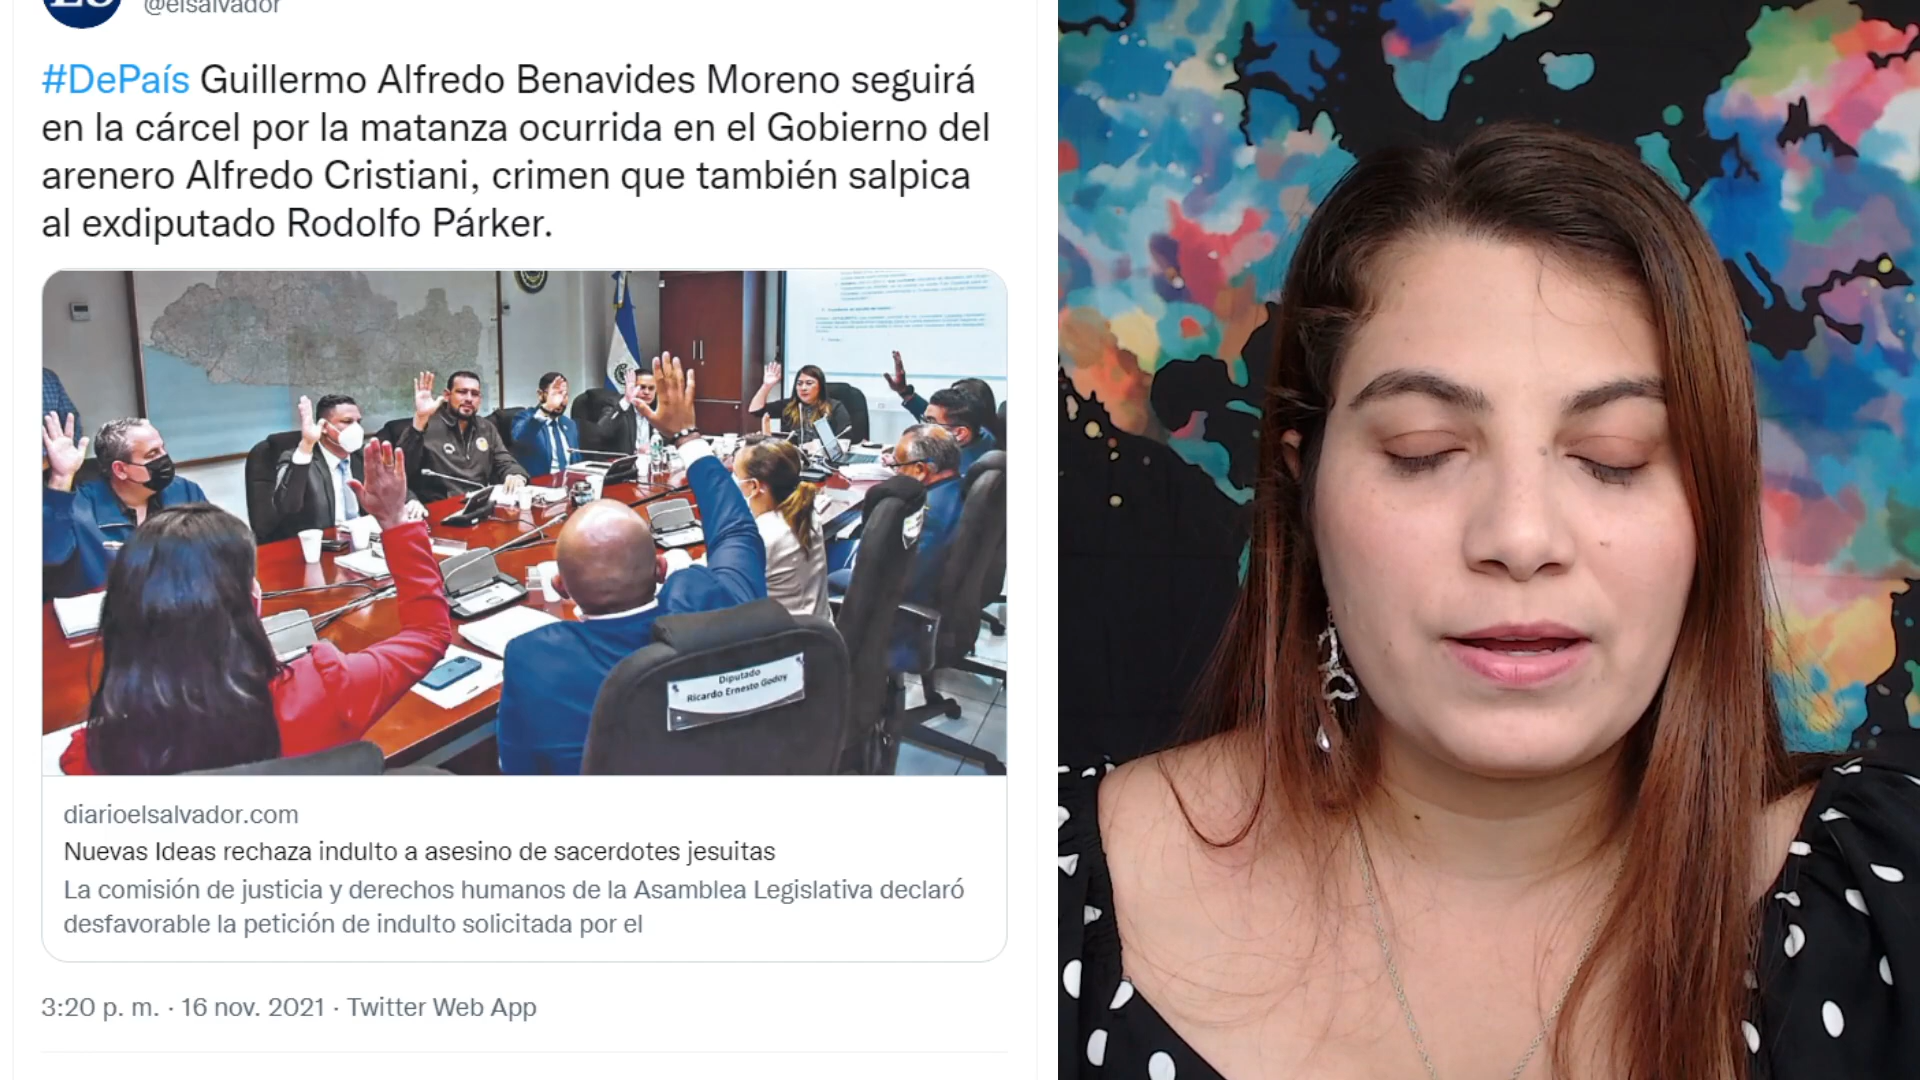 @elsalvador
#DePaís Guillermo Alfredo Benavides Moreno seguirá
en la cárcel por la matanza ocurrida en el Gobierno del
arenero Alfredo Cristiani, crimen que también salpica
al exdiputado Rodolfo Párker.
Diputado
Ricardo Ernesto Godoy
diarioelsalvador.com
Nuevas Ideas rechaza indulto a asesino de sacerdotes jesuitas
La comisión de justicia y derechos humanos de la Asamblea Legislativa declaró
desfavorable la petición de indulto solicitada por el
3:20 p. m. · 16 nov. 2021 · Twitter Web App